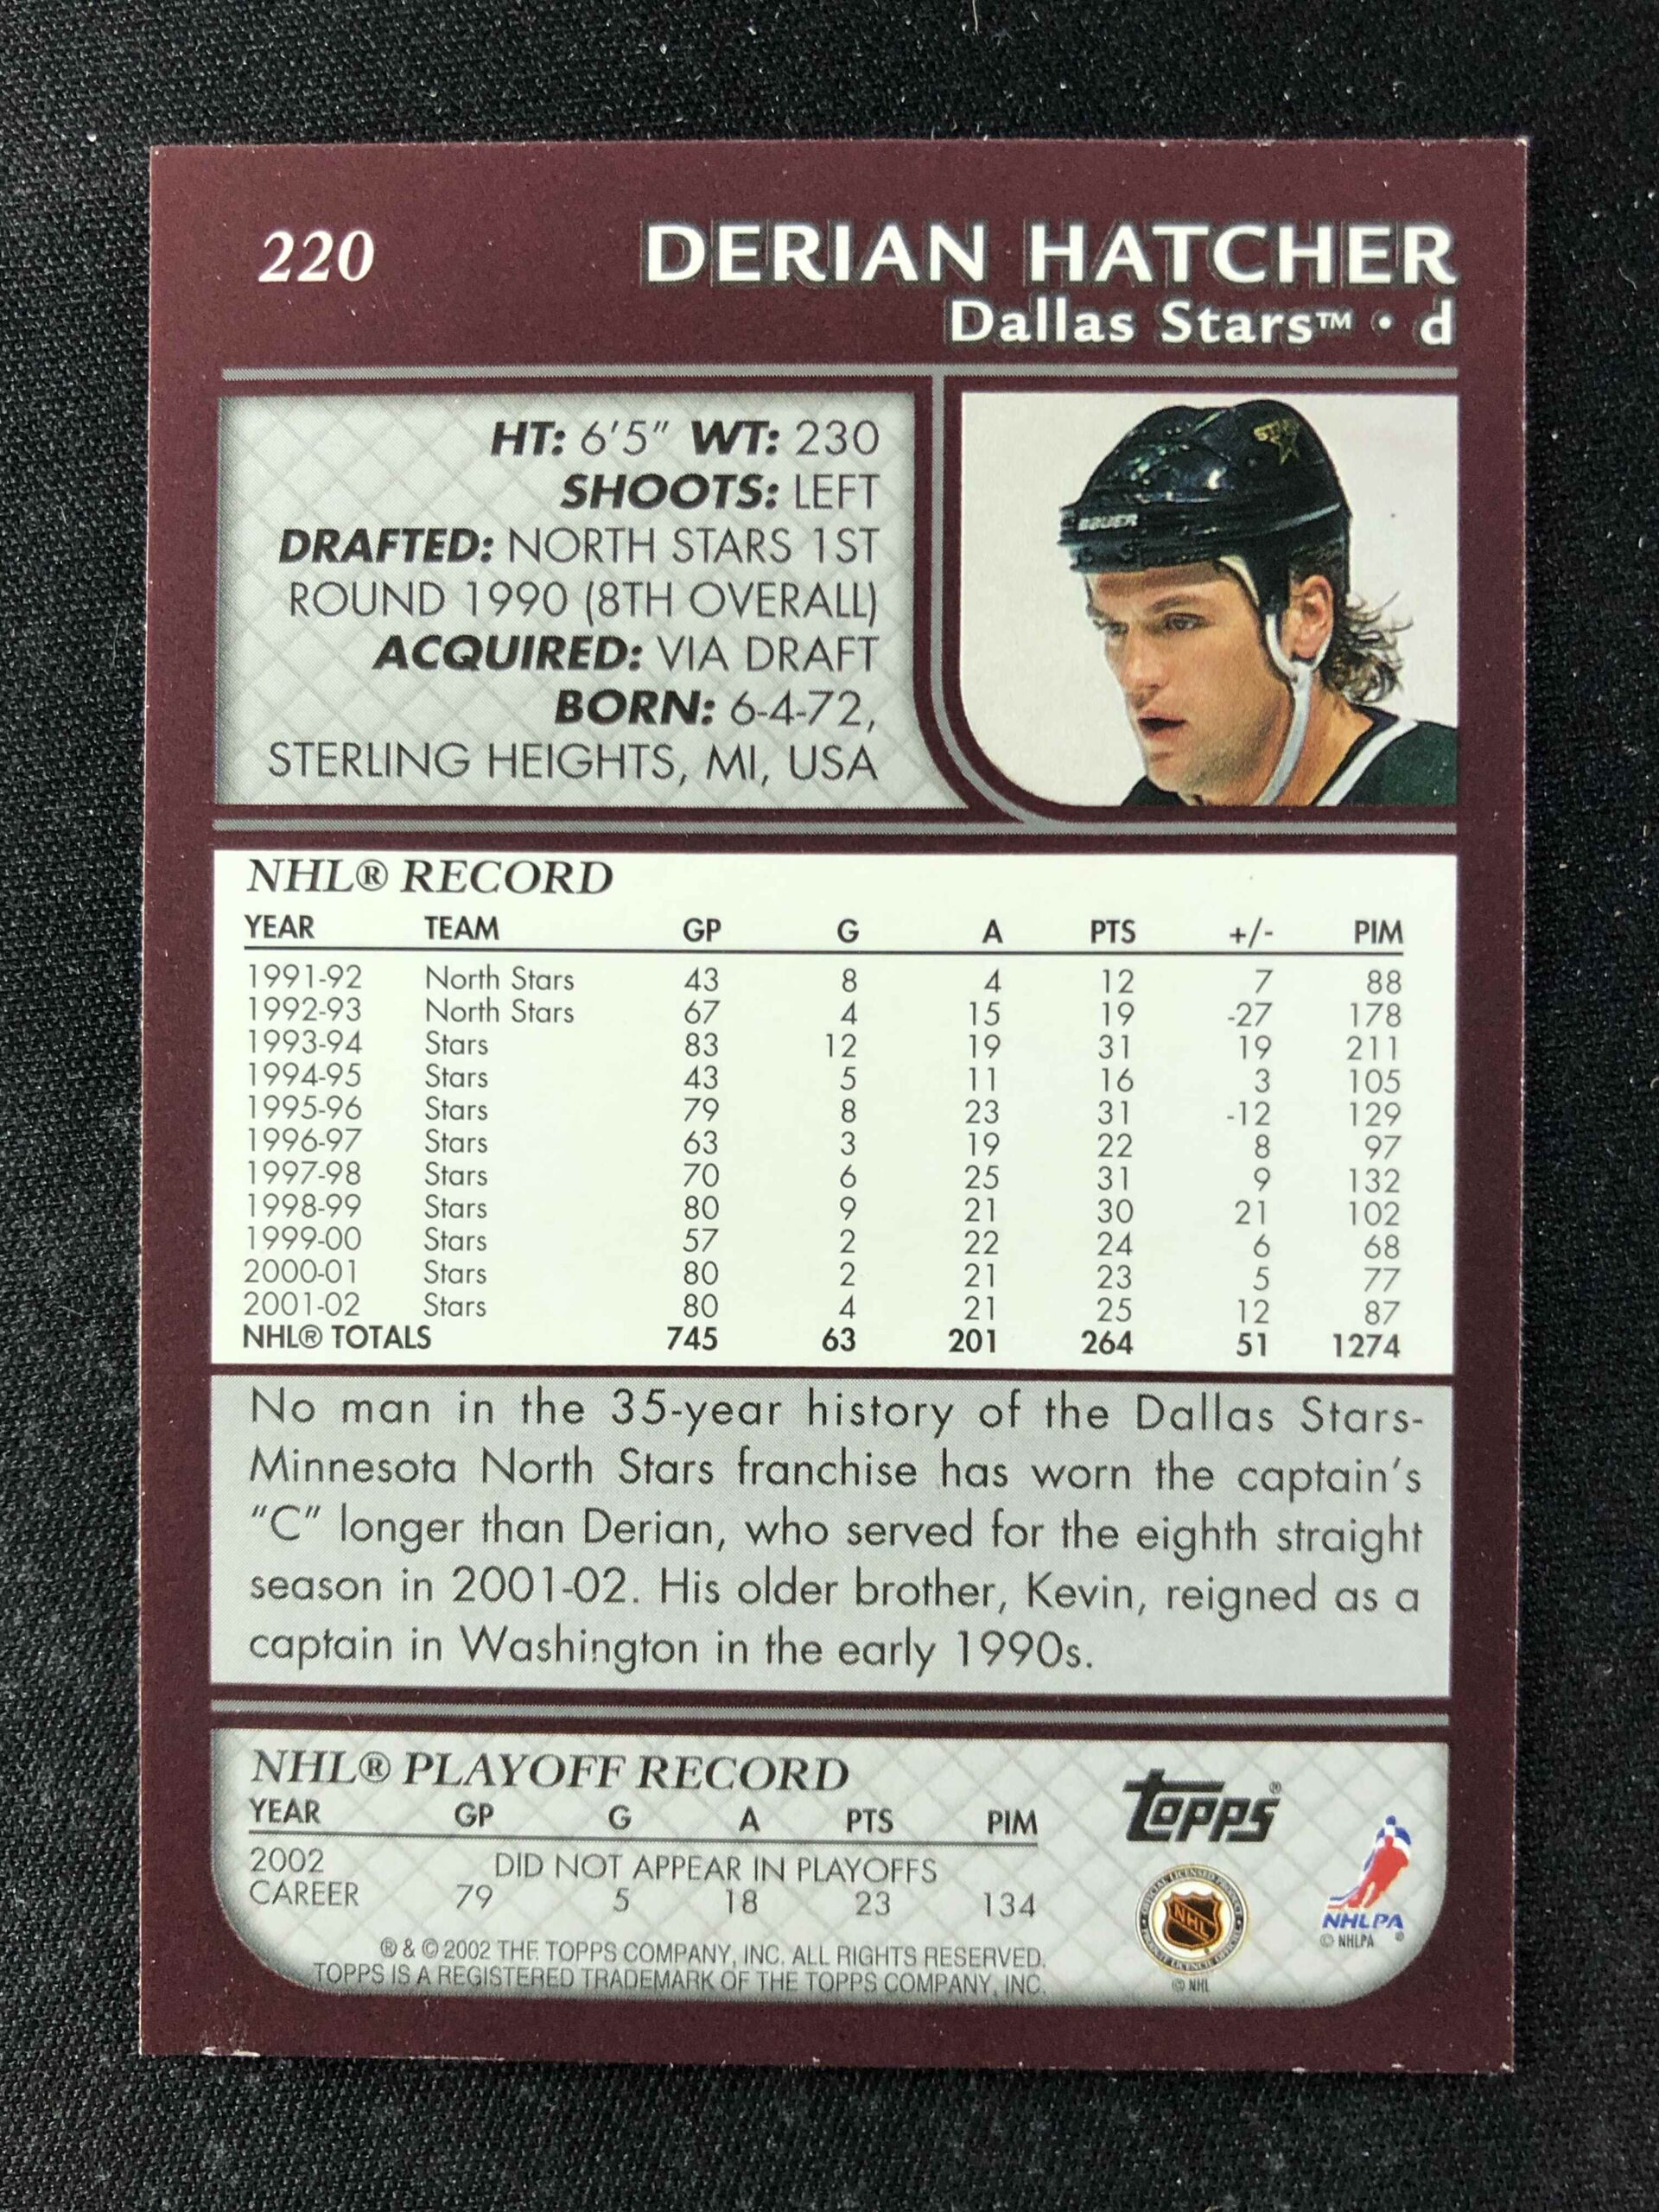 220
DERIAN HATCHER
Dallas Stars™ • d
HT: 6'5" WT: 230
SHOOTS: LEFT
DRAFTED: NORTH STARS 1ST
ROUND 1990 (8TH OVERALL)
ACQUIRED: VIA DRAFT
BORN: 6-4-72,
STERLING HEIGHTS, MI, USA
STARS
BAUER
NHL® RECORD
YEAR TEAM GP G A PTS +/- PIM
1991-92 North Stars 43 8 4 12 7 88
1992-93 North Stars 67 4 15 19 -27 178
1993-94 Stars 83 12 19 31 19 211
1994-95 Stars 43 5 11 16 3 105
1995-96 Stars 79 8 23 31 -12 129
1996-97 Stars 63 3 19 22 8 97
1997-98 Stars 70 6 25 31 9 132
1998-99 Stars 80 9 21 30 21 102
1999-00 Stars 57 2 22 24 6 68
2000-01 Stars 80 2 21 23 5 77
2001-02 Stars 80 4 21 25 12 87
NHL® TOTALS 745 63 201 264 51 1274
No man in the 35-year history of the Dallas Stars-
Minnesota North Stars franchise has worn the captain's
"C" longer than Derian, who served for the eighth straight
season in 2001-02. His older brother, Kevin, reigned as a
captain in Washington in the early 1990s.
NHL® PLAYOFF RECORD
YEAR GP G A PTS PIM
2002 DID NOT APPEAR IN PLAYOFFS
CAREER 79 5 18 23 134
® & © 2002 THE TOPPS COMPANY, INC. ALL RIGHTS RESERVED.
TOPPS IS A REGISTERED TRADEMARK OF THE TOPPS COMPANY, INC.
Topps®
NHL
© NHL
NHLPA
© NHLPA ®